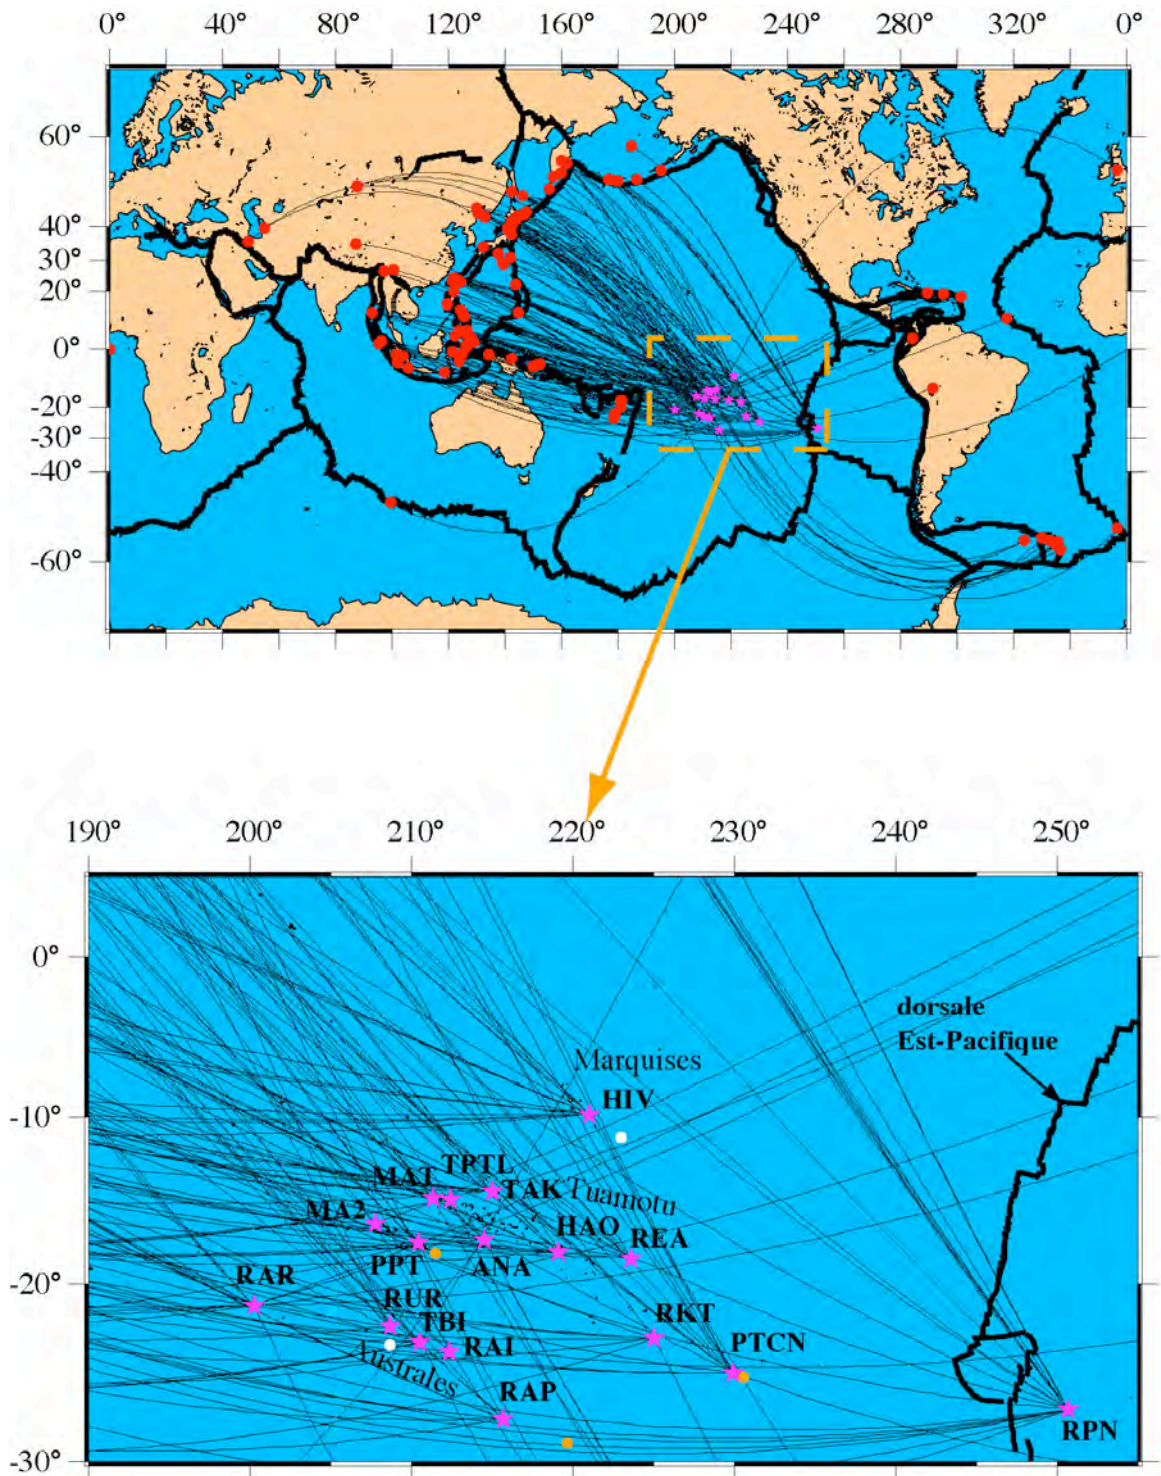 0° 40° 80° 120° 160° 200° 240° 280° 320° 0°
60°
40°
30°
20°
0°
-20°
-30°
-40°
-60°
190° 200° 210° 220° 230° 240° 250°
0°
dorsale
Est-Pacifique
Marquises
HIV
-10°
MAT TPTL
TAK Tuamotu
MA2 HAO REA
PPT ANA
-20°
RAR
RUR
TBI RKT
RAI PTCN
Australes
RAP
RPN
-30°